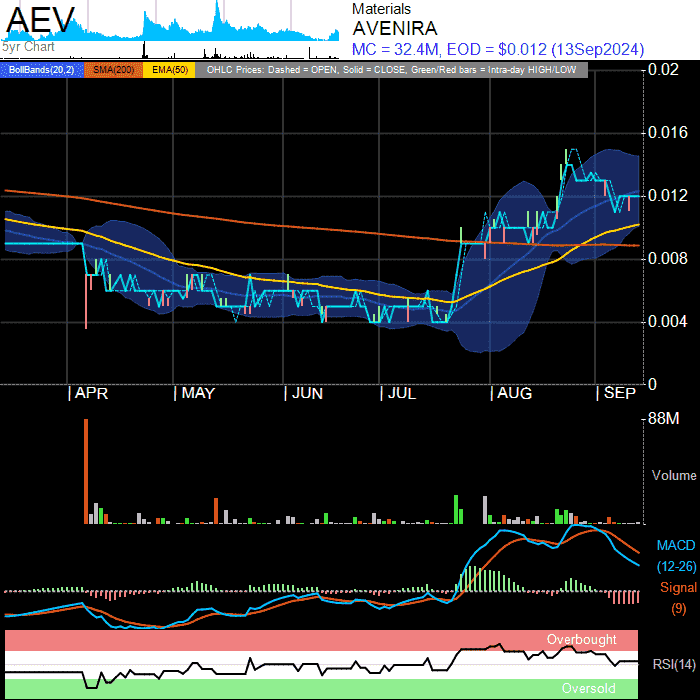 AEV
5yr Chart
Materials
AVENIRA
MC = 32.4M, EOD = $0.012 (13Sep2024)
BollBands(20,2) SMA(200) EMA(50) OHLC Prices: Dashed = OPEN, Solid = CLOSE, Green/Red bars = Intra-day HIGH/LOW
0.02
0.016
0.012
0.008
0.004
0
| APR | MAY | JUN | JUL | AUG | SEP
88M
Volume
MACD
(12-26)
Signal
(9)
Overbought
RSI(14)
Oversold